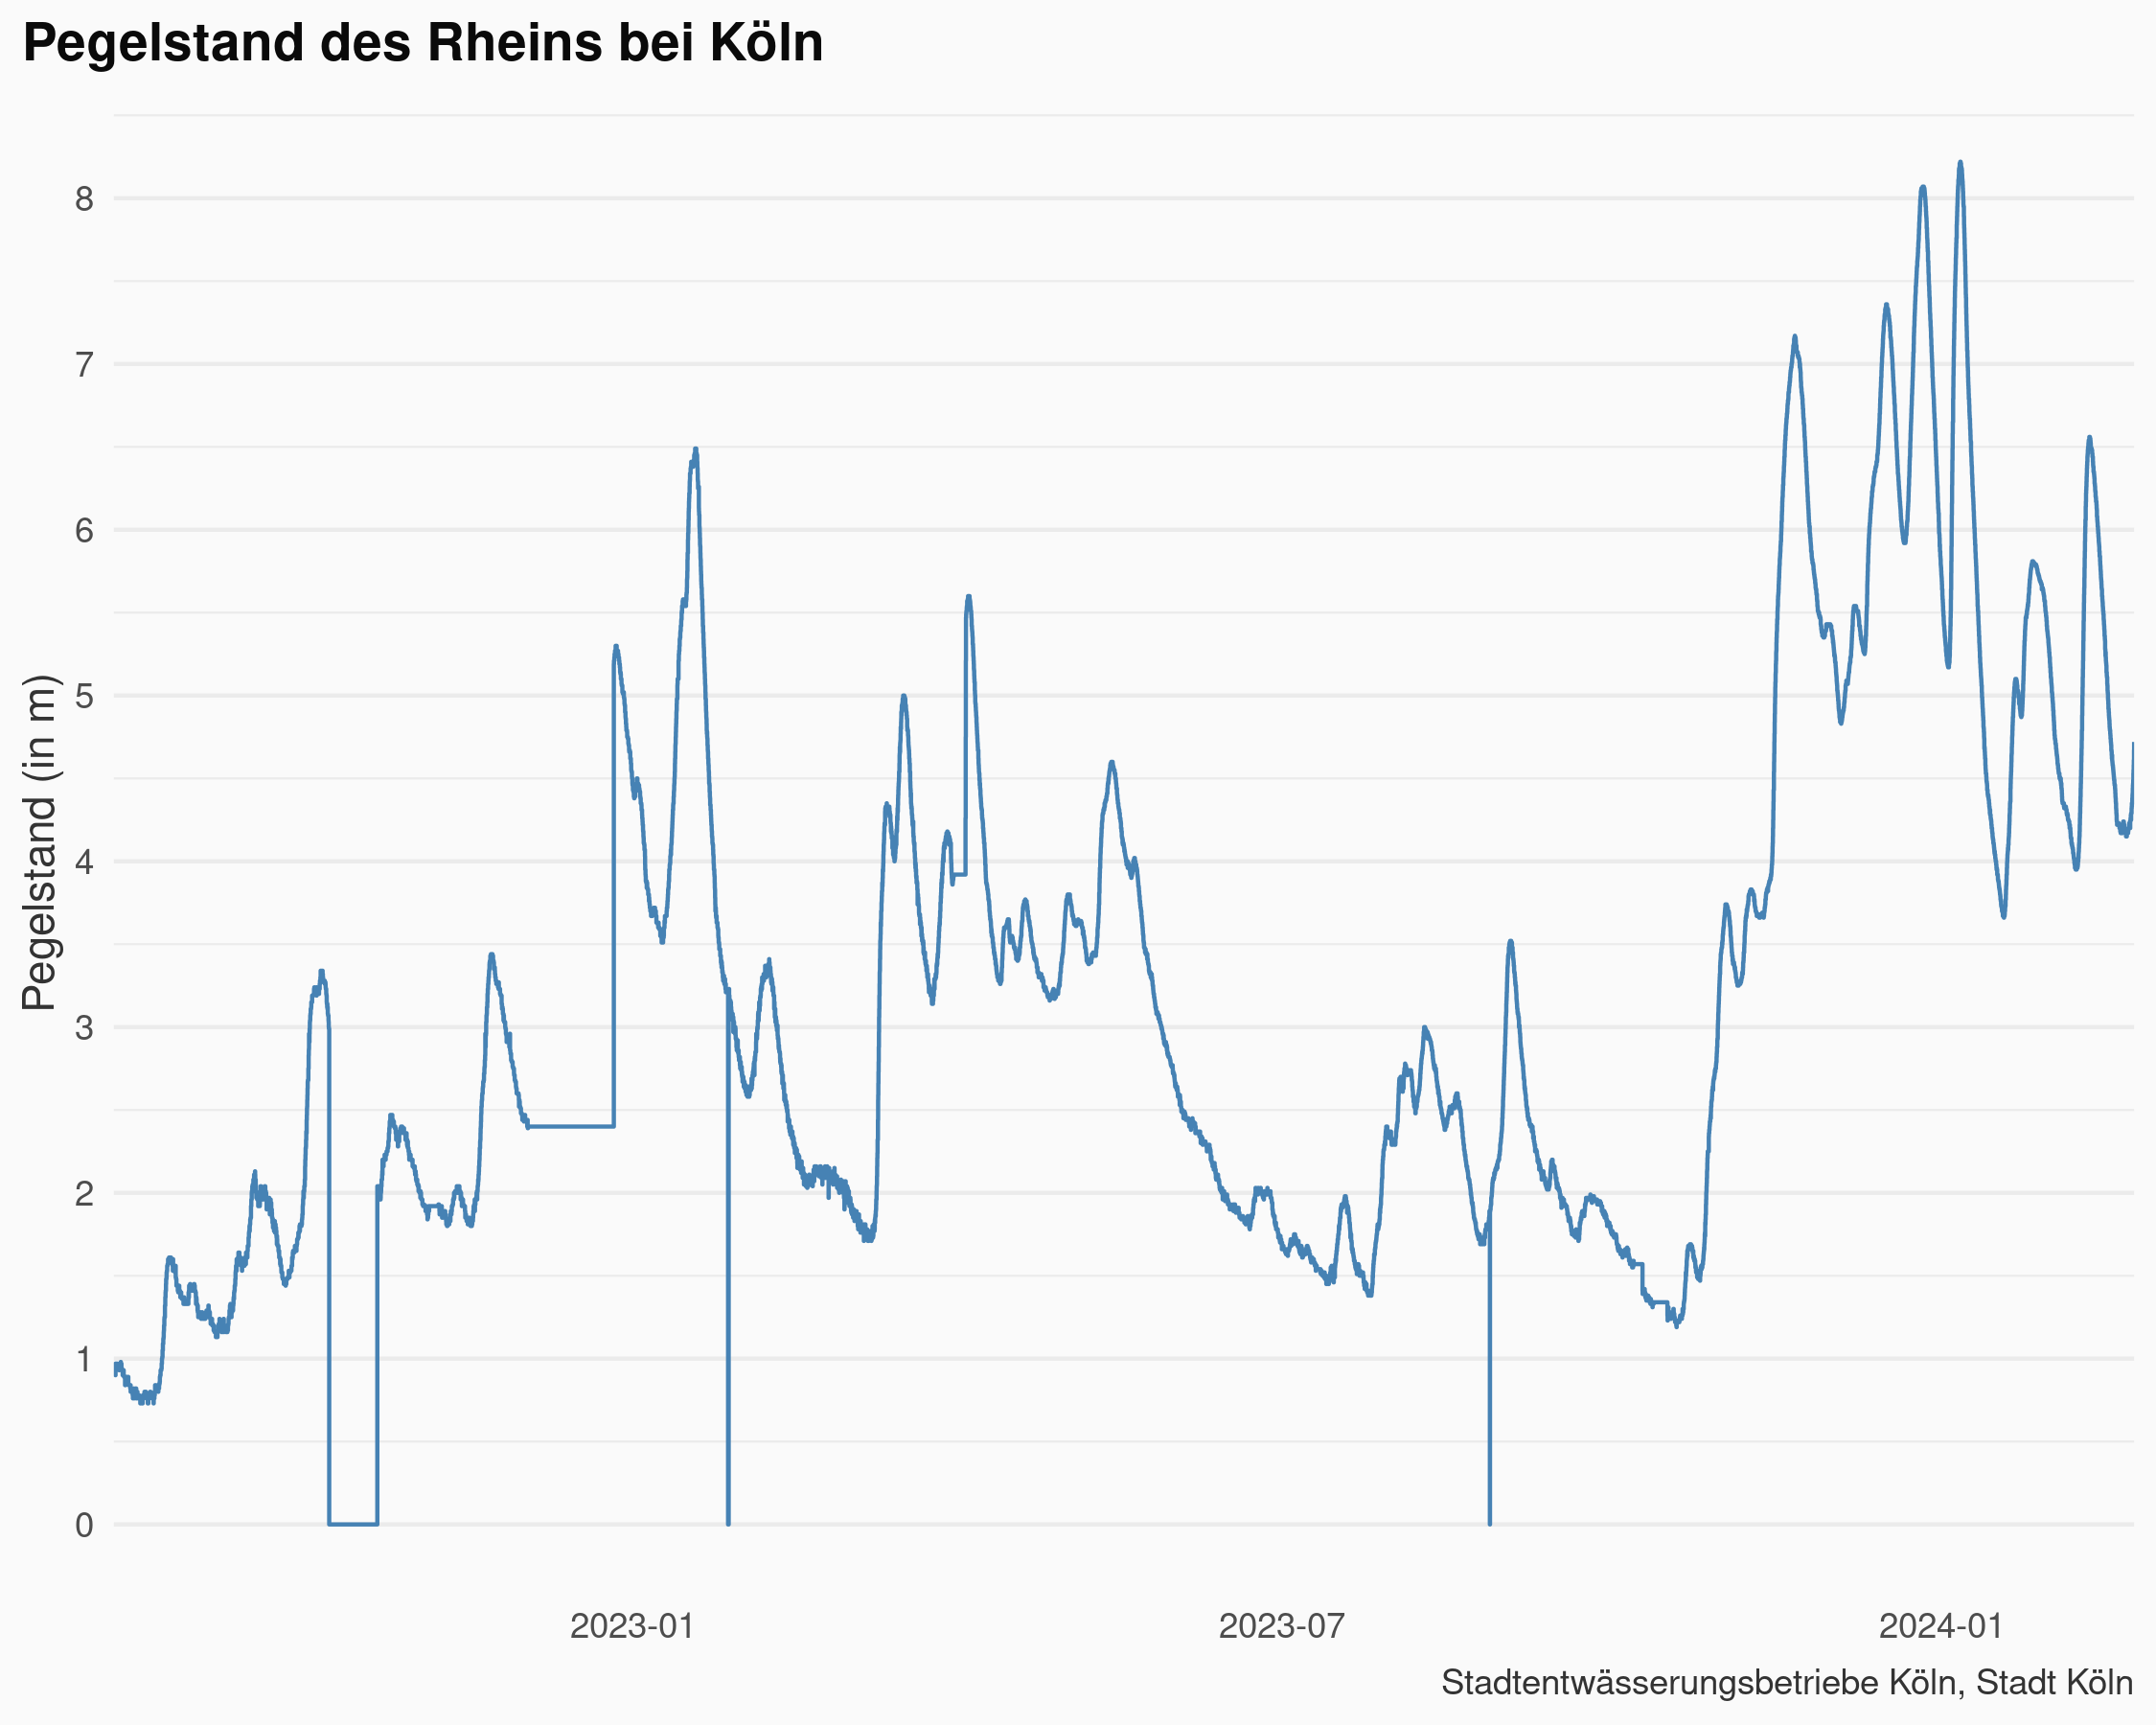 Pegelstand des Rheins bei Köln
Pegelstand (in m)
8
7
6
5
4
3
2
1
0
2023-01 2023-07 2024-01
Stadtentwässerungsbetriebe Köln, Stadt Köln